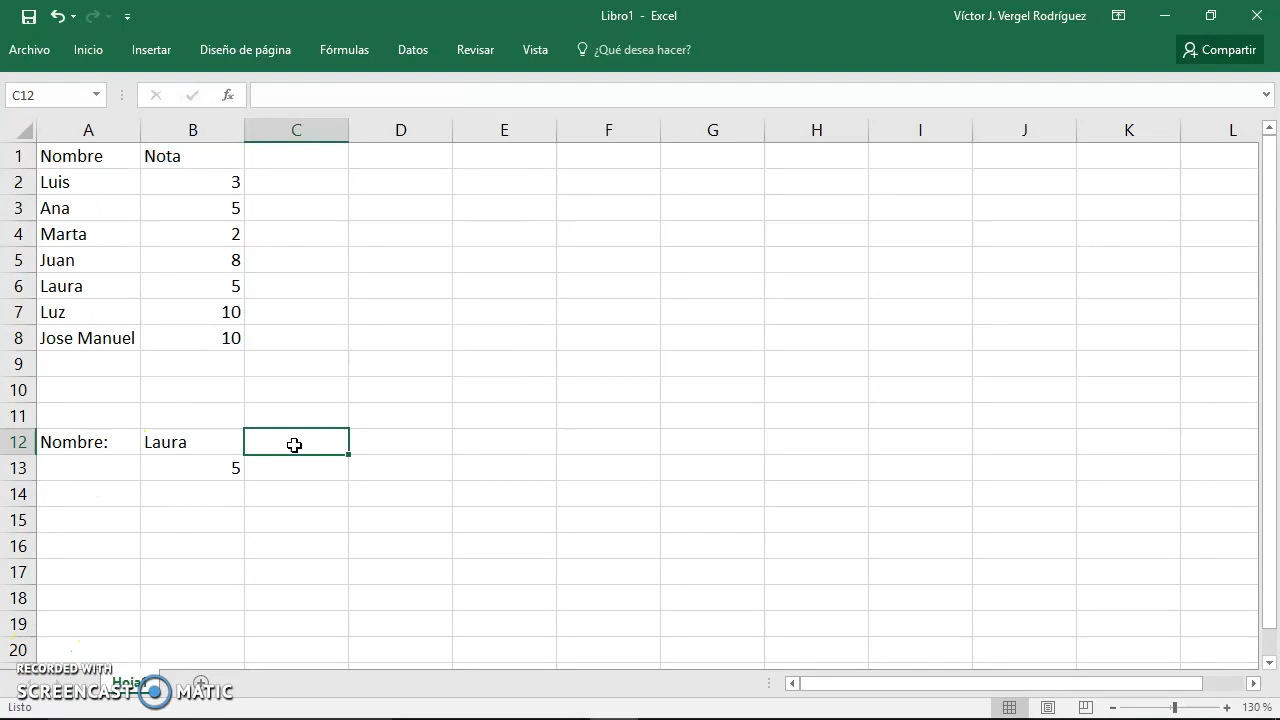 Libro1 - Excel
Víctor J. Vergel Rodríguez
Archivo Inicio Insertar Diseño de página Fórmulas Datos Revisar Vista ¿Qué desea hacer? Compartir
C12 fx
A B C D E F G H I J K L
1 Nombre Nota
2 Luis 3
3 Ana 5
4 Marta 2
5 Juan 8
6 Laura 5
7 Luz 10
8 Jose Manuel 10
9
10
11
12 Nombre: Laura
13 5
14
15
16
17
18
19
20
RECORDED WITH
SCREENCAST MATIC
Listo 130 %